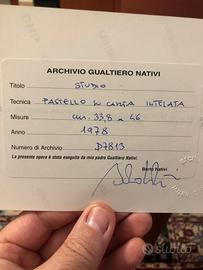 ARCHIVIO GUALTIERO NATIVI
Titolo STUDIO
Tecnica PASTELLO SU CARTA INTELATA
Misure cm. 33,8 x 46
Anno 1978
Numero di Archivio D7813
La presente opera è stata eseguita da mio padre Gualtiero Nativi.
Nativi
subito